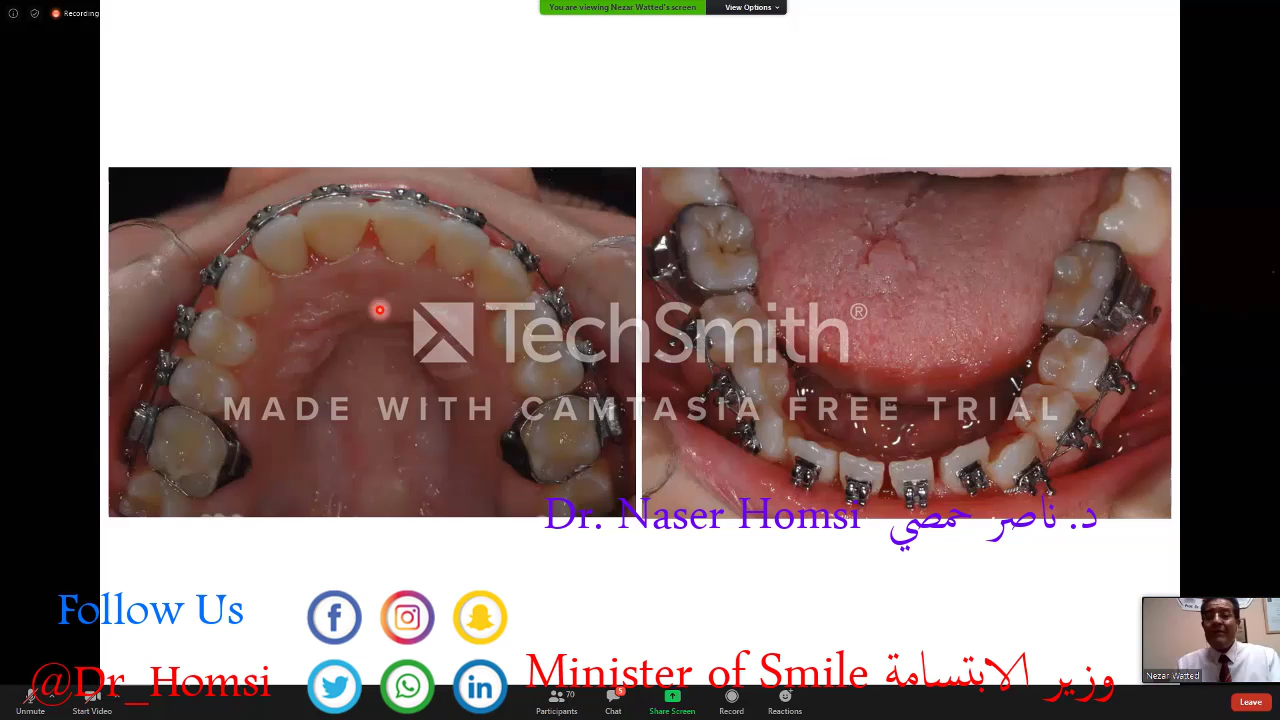 Recording
You are viewing Nezar Watted's screen
View Options
TechSmith®
MADE WITH CAMTASIA FREE TRIAL
Dr. Naser Homsi د. ناصر حمصي
Follow Us
@Dr_Homsi
Minister of Smile وزير الابتسامة
Nezar Watted
Unmute
Start Video
Participants
70
Chat
5
Share Screen
Record
Reactions
Leave